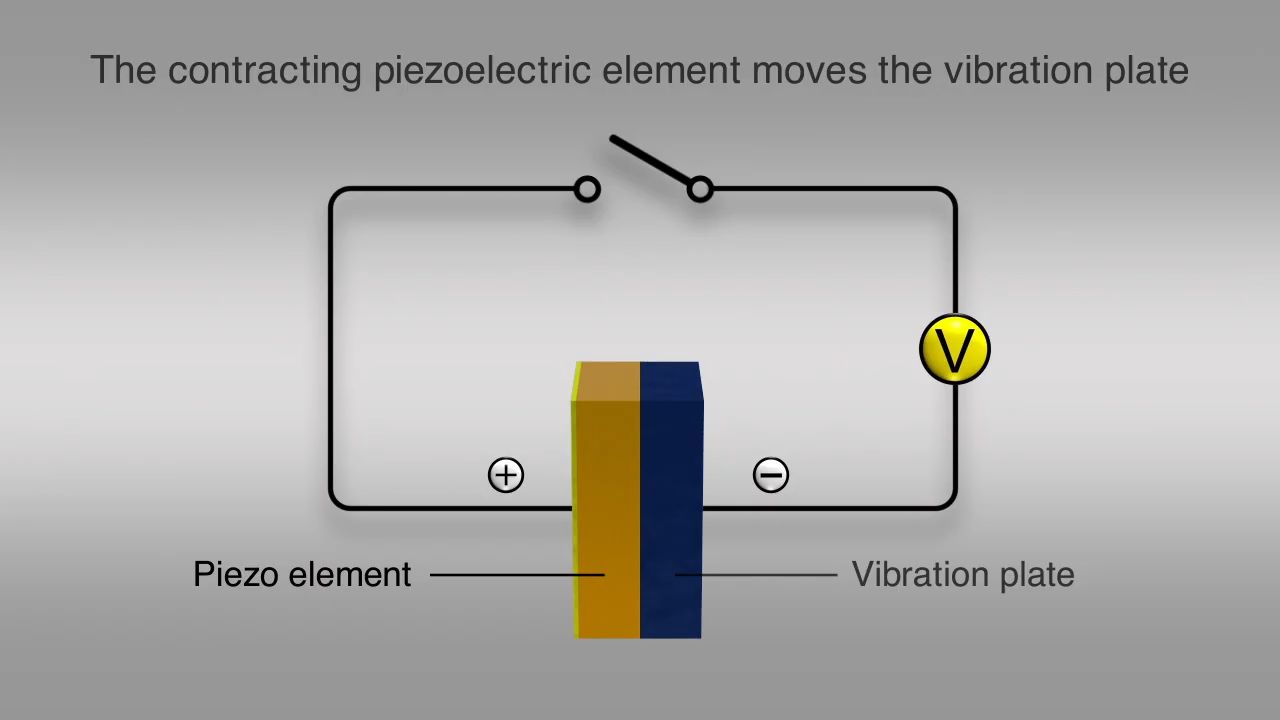 The contracting piezoelectric element moves the vibration plate
V
+ −
Piezo element Vibration plate